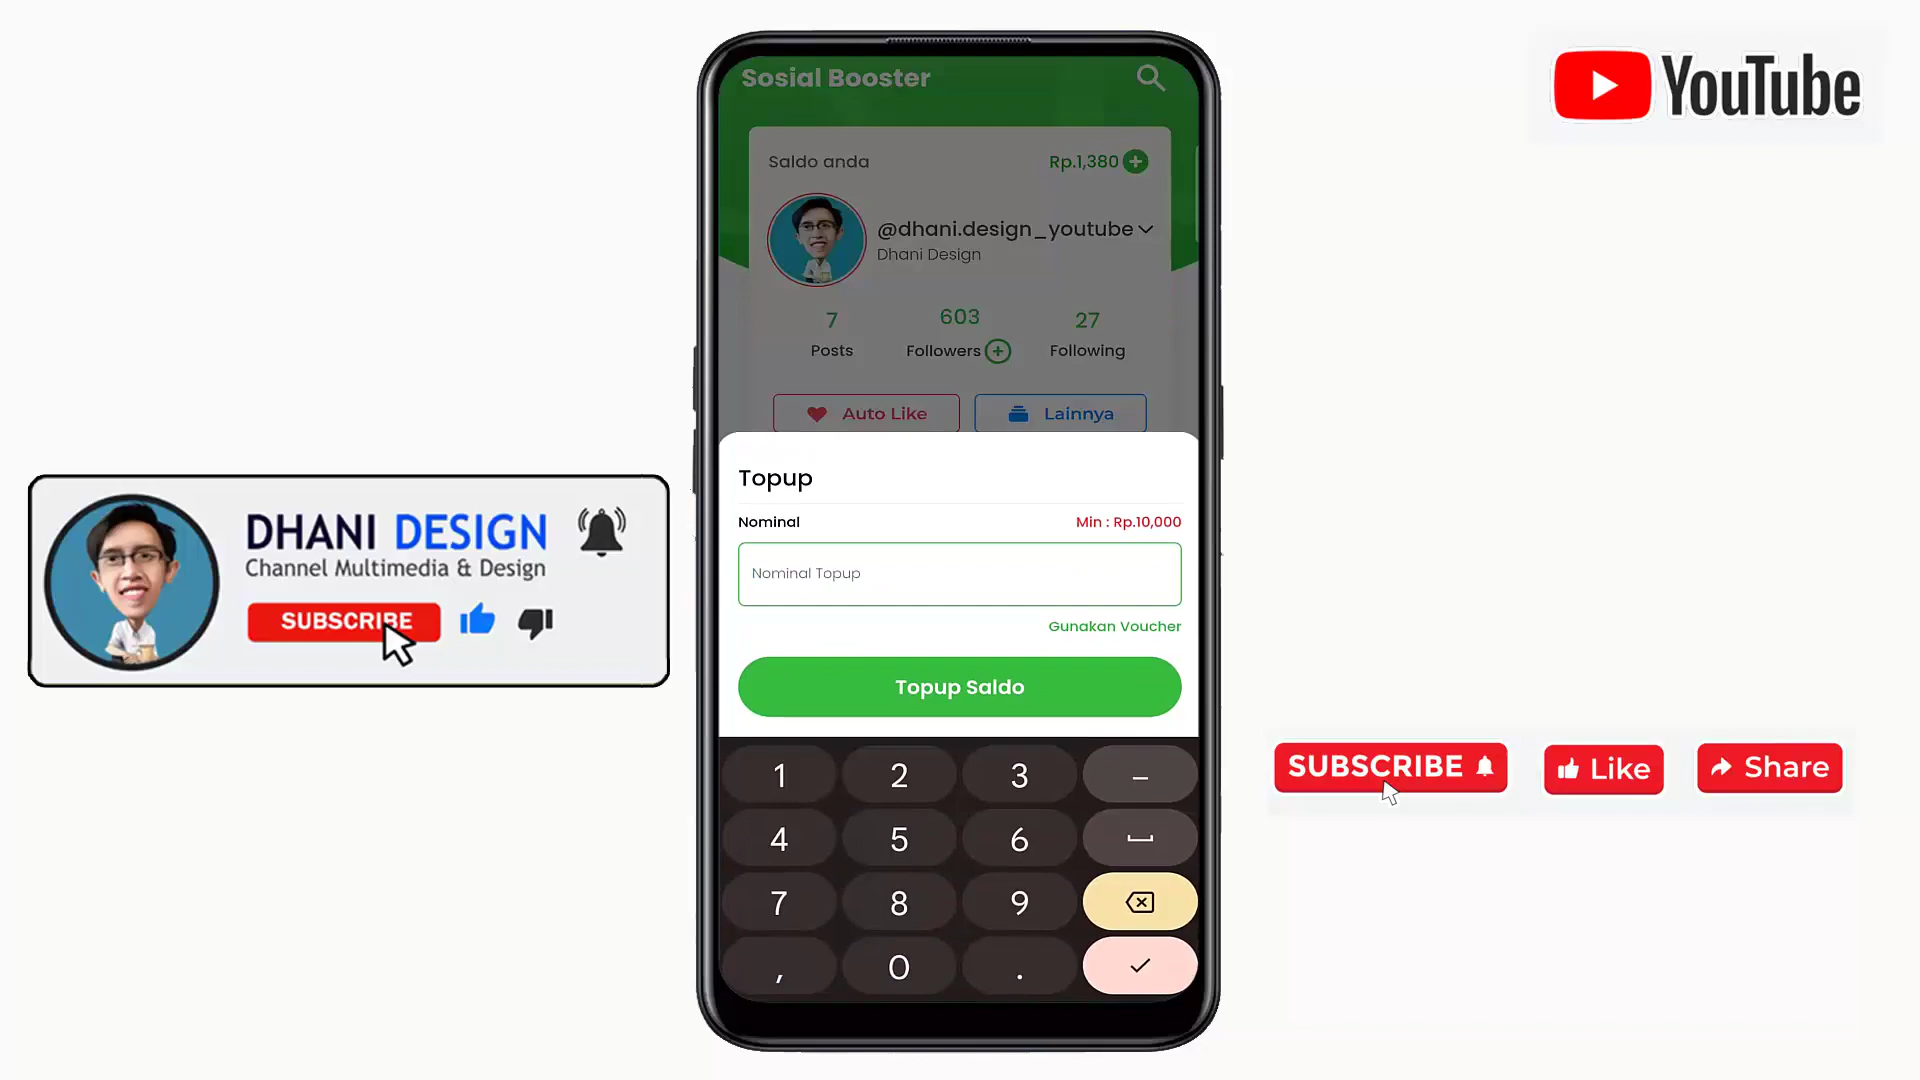 Sosial Booster
YouTube
Saldo anda
Rp.1,380
@dhani.design_youtube
Dhani Design
7
603
27
Posts
Followers
Following
Auto Like
Lainnya
Topup
Nominal
Min : Rp.10,000
Nominal Topup
Gunakan Voucher
Topup Saldo
1 2 3 –
4 5 6
7 8 9
, 0 .
DHANI DESIGN
Channel Multimedia & Design
SUBSCRIBE
SUBSCRIBE
Like
Share